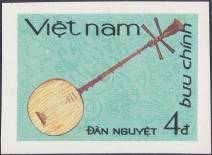 Việt nam
bưu chính
ĐÀN NGUYỆT
4đ